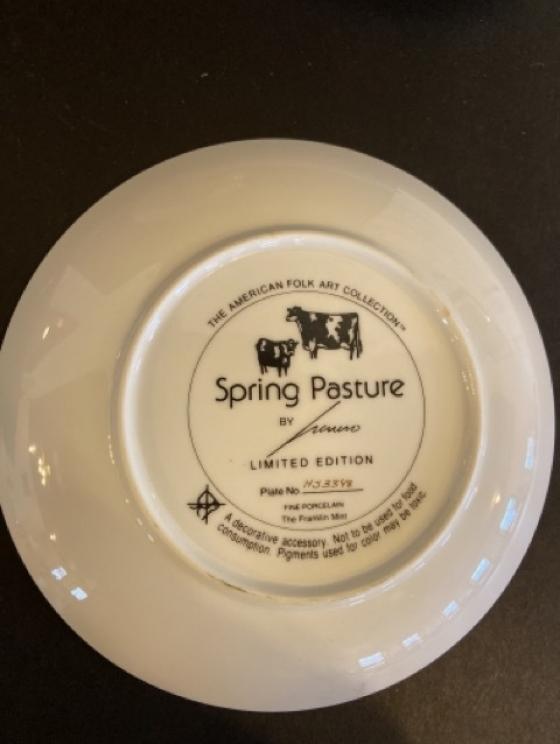 THE AMERICAN FOLK ART COLLECTION™
Spring Pasture
BY
LIMITED EDITION
Plate No. HJ3348
FINE PORCELAIN
The Franklin Mint
A decorative accessory. Not to be used for food
consumption. Pigments used for color may be toxic.